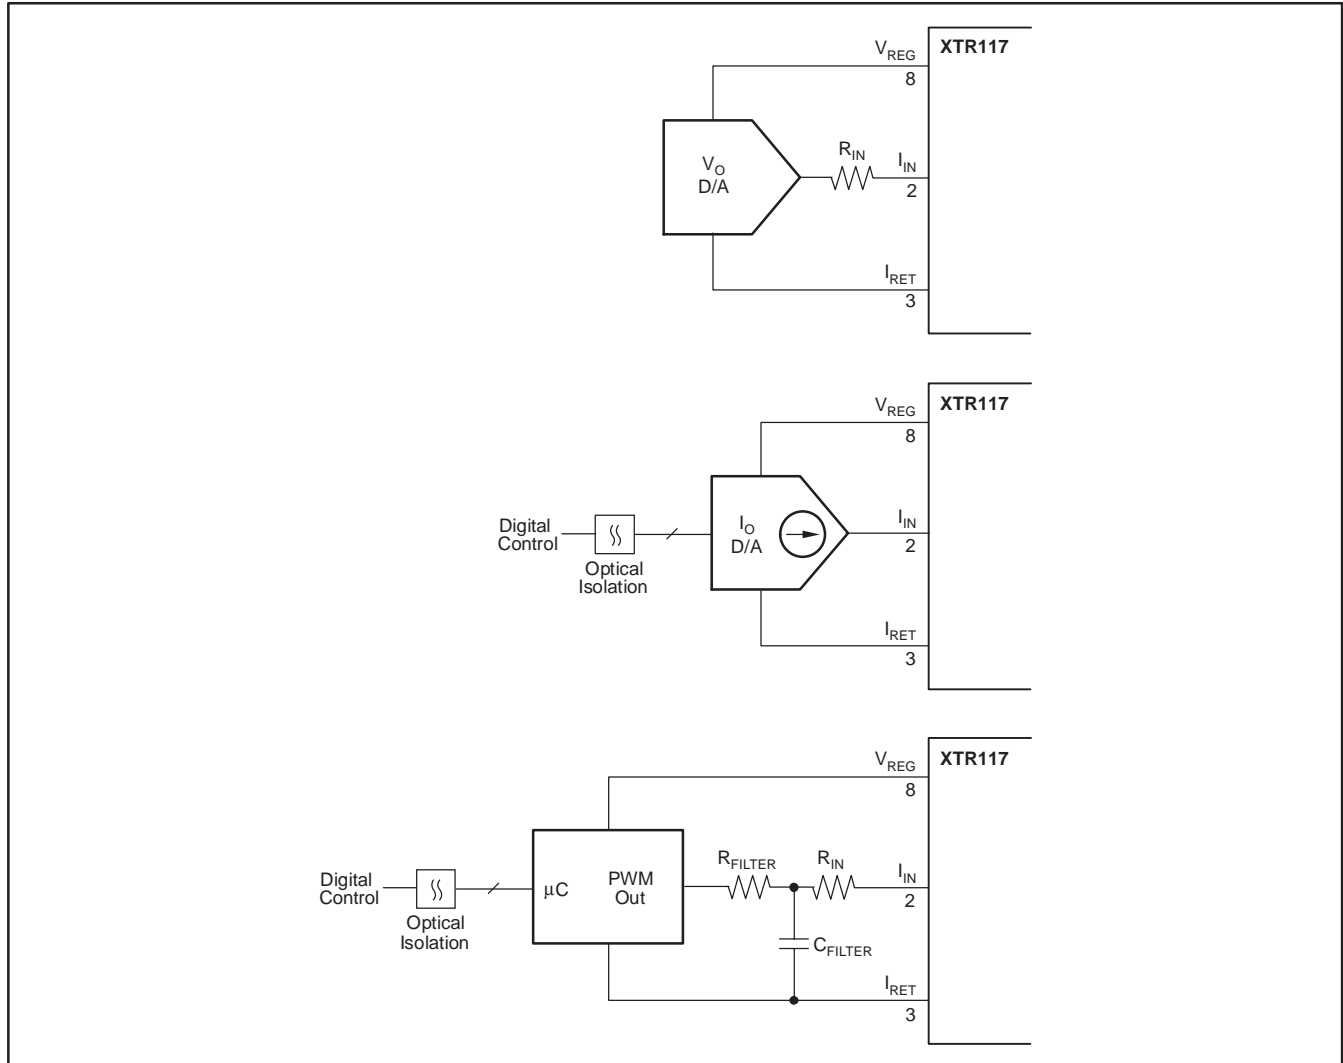 V_REG
XTR117
8
V_O
D/A
R_IN
I_IN
2
I_RET
3
V_REG
XTR117
8
Digital
Control
Optical
Isolation
I_O
D/A
I_IN
2
I_RET
3
V_REG
XTR117
8
Digital
Control
Optical
Isolation
µC
PWM
Out
R_FILTER
R_IN
I_IN
2
C_FILTER
I_RET
3